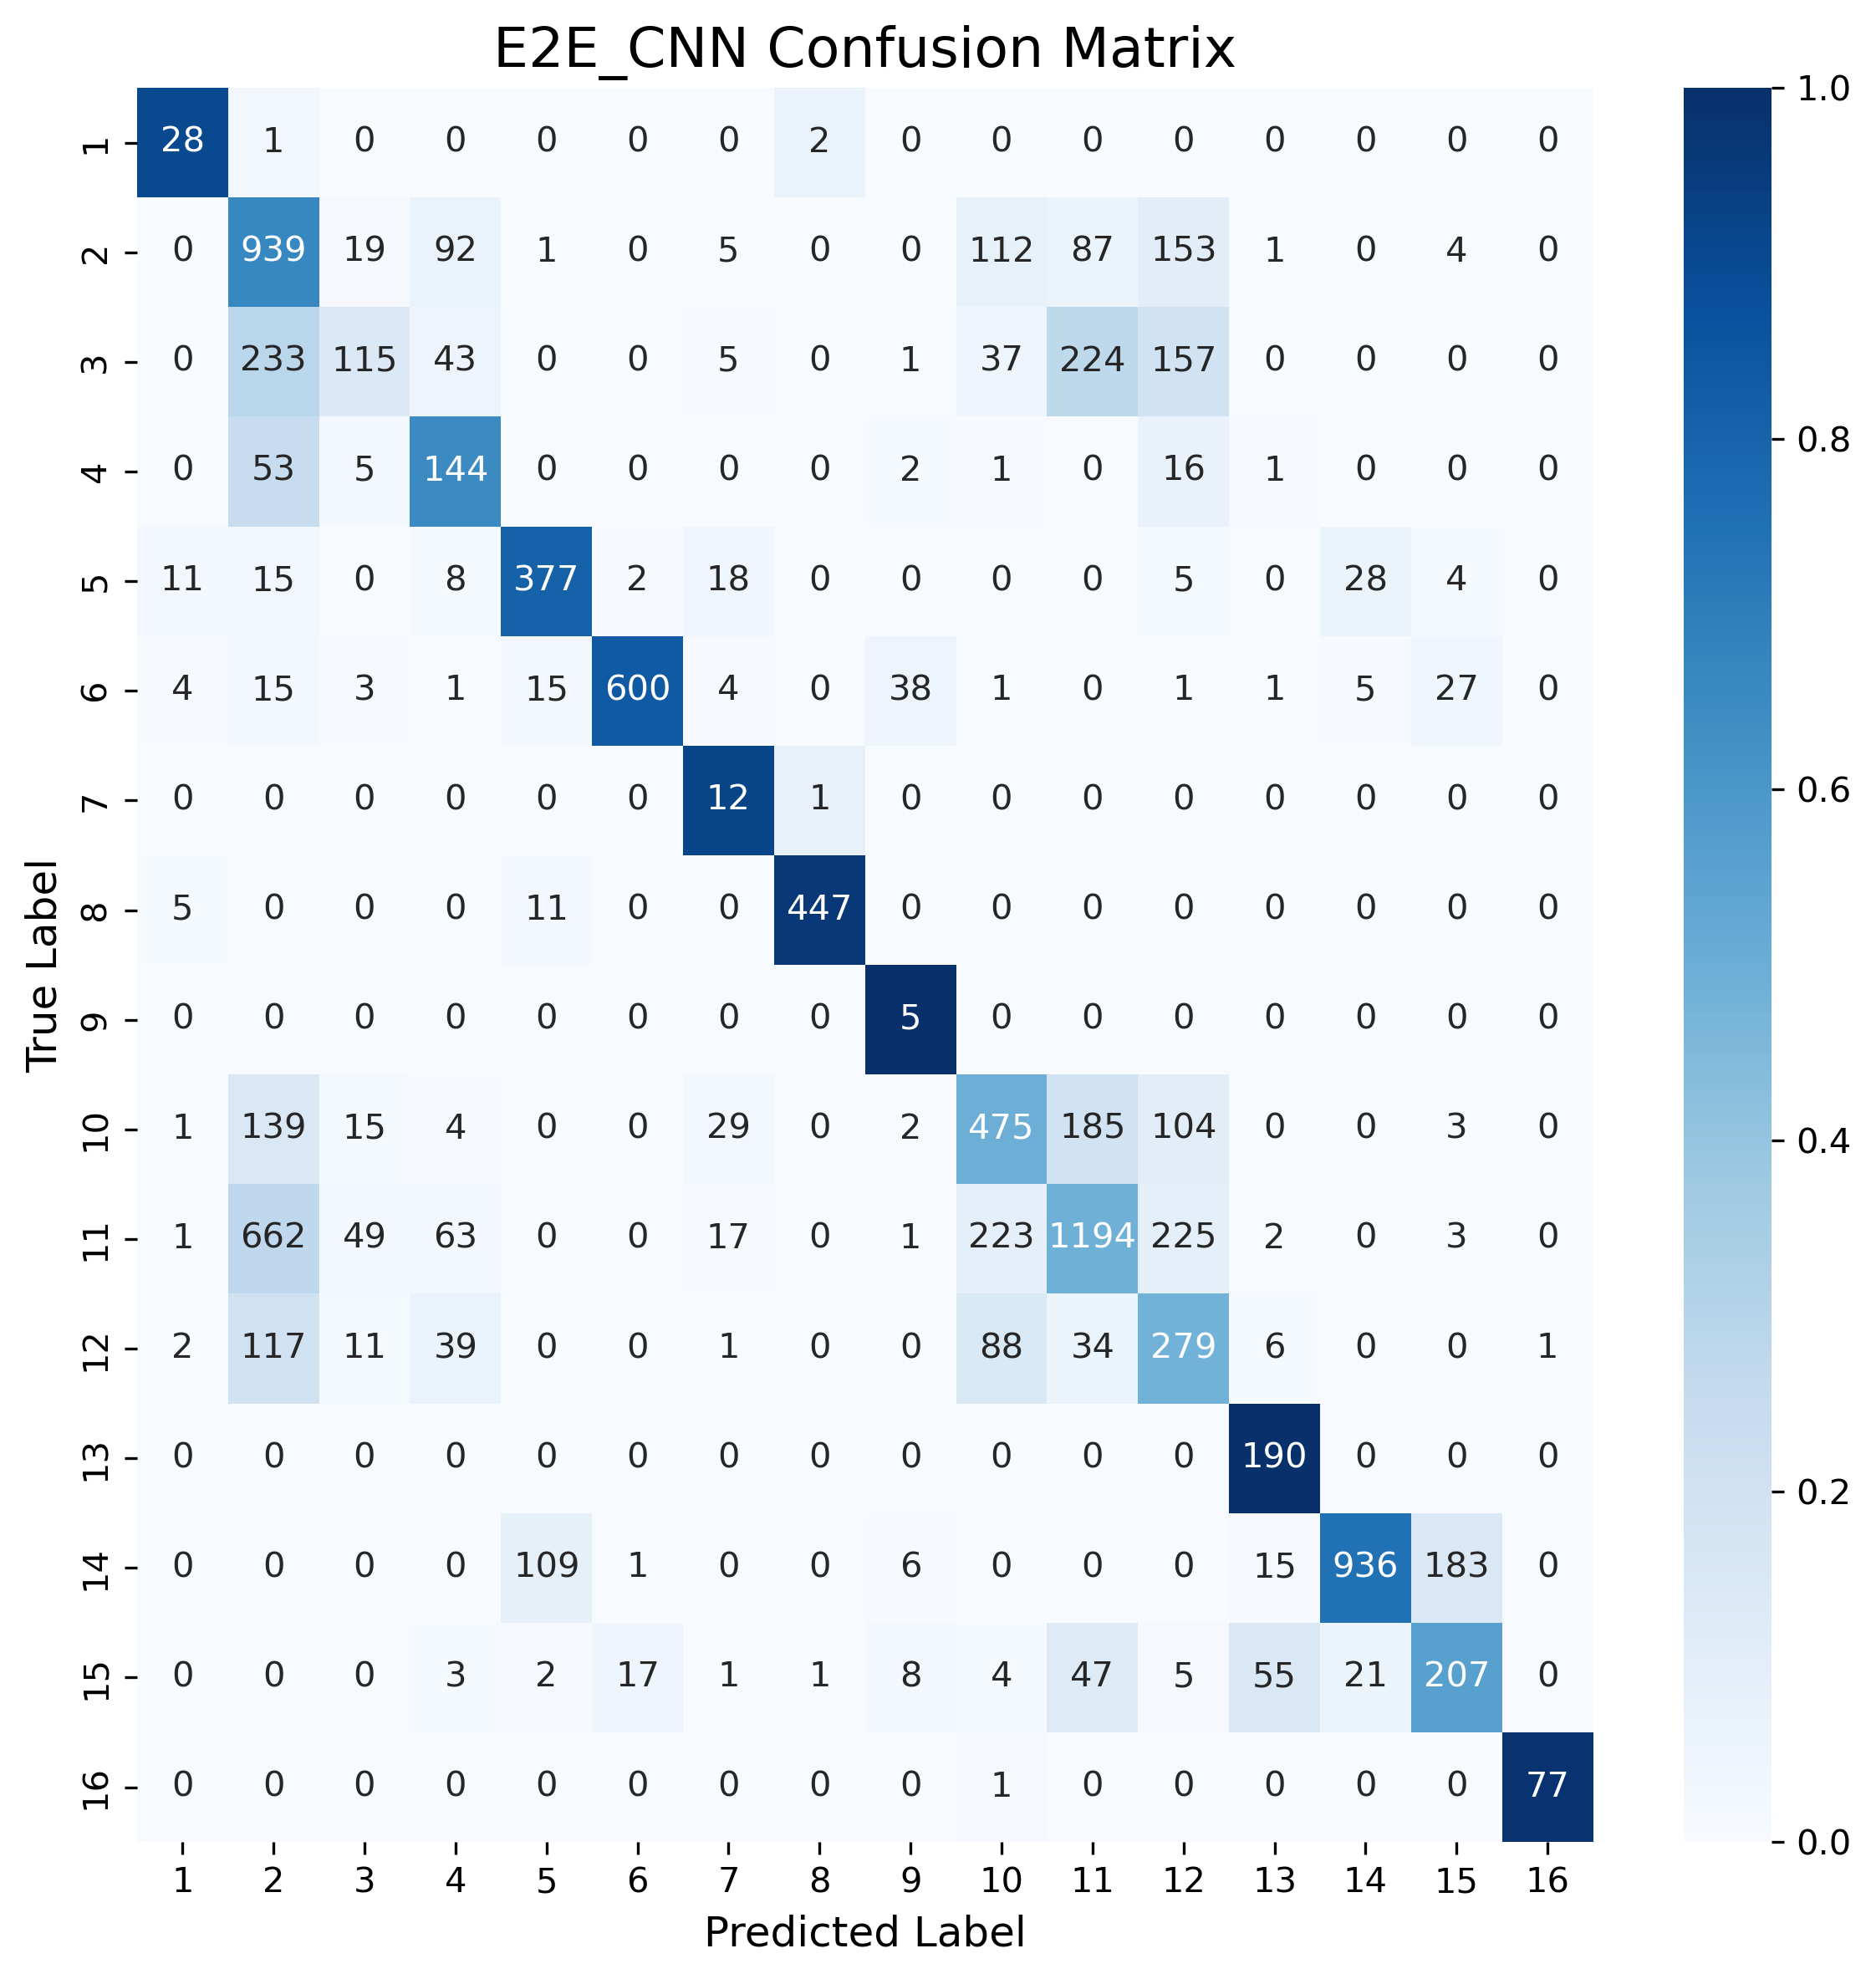 E2E_CNN Confusion Matrix
1 28 1 0 0 0 0 0 2 0 0 0 0 0 0 0 0
2 0 939 19 92 1 0 5 0 0 112 87 153 1 0 4 0
3 0 233 115 43 0 0 5 0 1 37 224 157 0 0 0 0
4 0 53 5 144 0 0 0 0 2 1 0 16 1 0 0 0
5 11 15 0 8 377 2 18 0 0 0 0 5 0 28 4 0
6 4 15 3 1 15 600 4 0 38 1 0 1 1 5 27 0
7 0 0 0 0 0 0 12 1 0 0 0 0 0 0 0 0
8 5 0 0 0 11 0 0 447 0 0 0 0 0 0 0 0
9 0 0 0 0 0 0 0 0 5 0 0 0 0 0 0 0
10 1 139 15 4 0 0 29 0 2 475 185 104 0 0 3 0
11 1 662 49 63 0 0 17 0 1 223 1194 225 2 0 3 0
12 2 117 11 39 0 0 1 0 0 88 34 279 6 0 0 1
13 0 0 0 0 0 0 0 0 0 0 0 0 190 0 0 0
14 0 0 0 0 109 1 0 0 6 0 0 0 15 936 183 0
15 0 0 0 3 2 17 1 1 8 4 47 5 55 21 207 0
16 0 0 0 0 0 0 0 0 0 1 0 0 0 0 0 77
1 2 3 4 5 6 7 8 9 10 11 12 13 14 15 16
Predicted Label
True Label
1.0
0.8
0.6
0.4
0.2
0.0